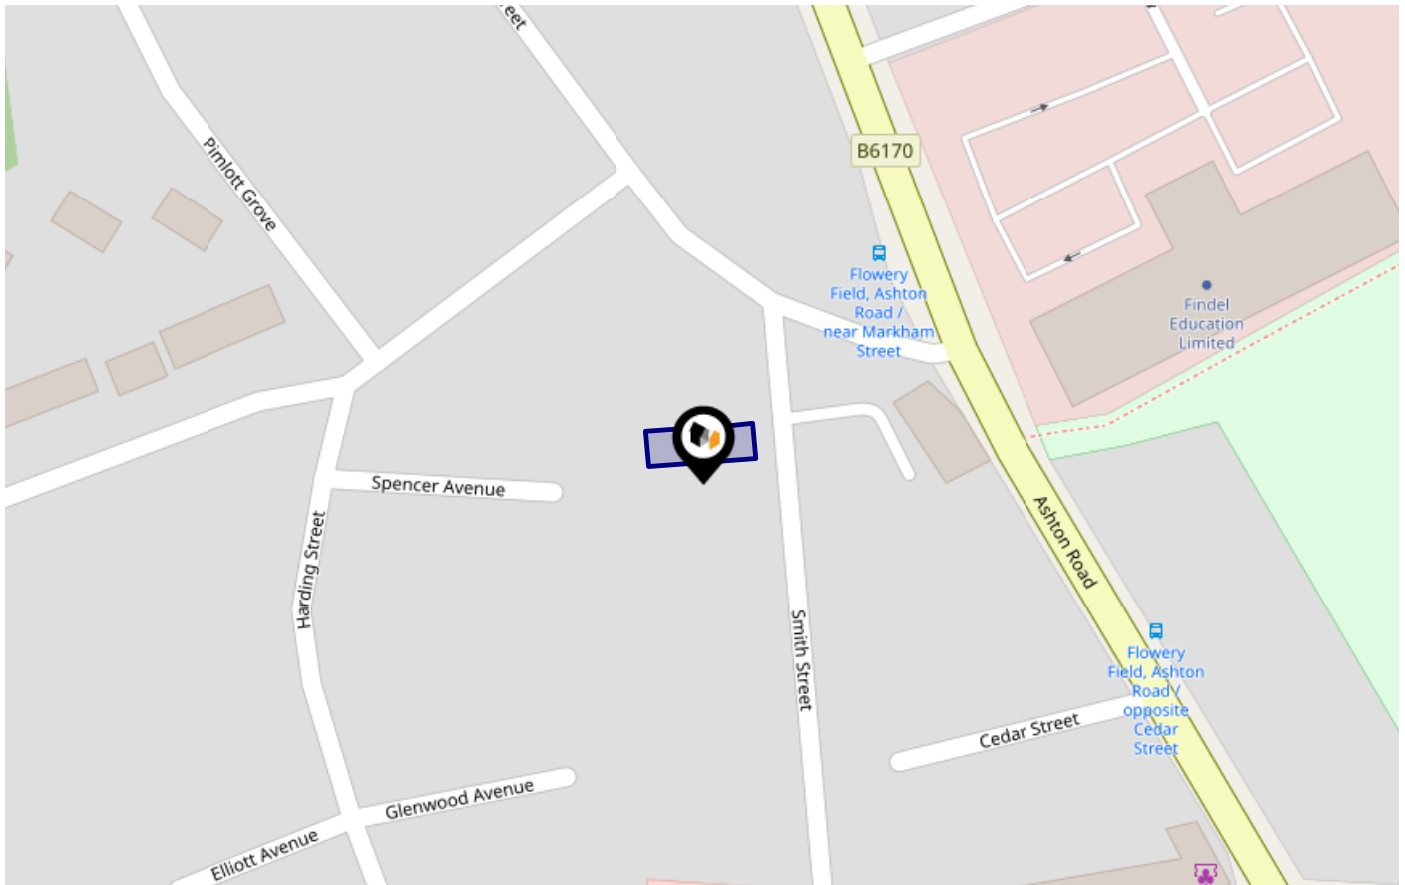 eet
B6170
Pimlott Grove
Flowery
Field, Ashton
Road /
near Markham
Street
Findel
Education
Limited
Spencer Avenue
Harding Street
Ashton Road
Smith Street
Flowery
Field, Ashton
Road /
opposite
Cedar
Street
Cedar Street
Glenwood Avenue
Elliott Avenue